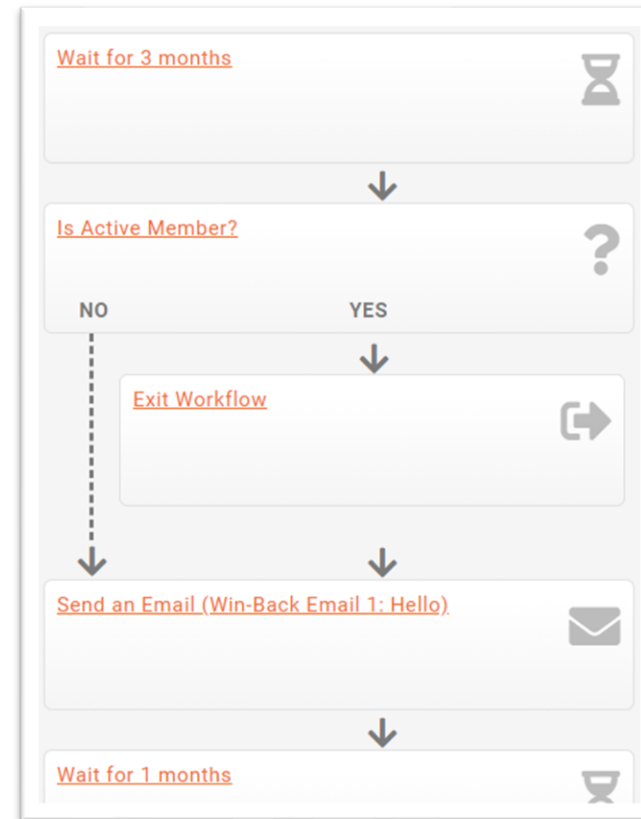 Wait for 3 months
Is Active Member?
NO YES
Exit Workflow
Send an Email (Win-Back Email 1: Hello)
Wait for 1 months